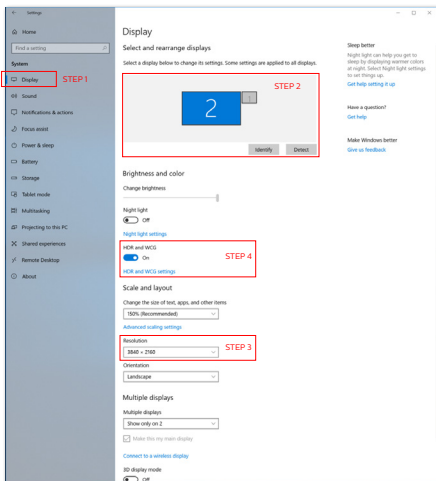 Settings
Home
Find a setting
System
Display
STEP 1
Sound
Notifications & actions
Focus assist
Power & sleep
Battery
Storage
Tablet mode
Multitasking
Projecting to this PC
Shared experiences
Remote Desktop
About
Display
Select and rearrange displays
Select a display below to change its settings. Some settings are applied to all displays.
STEP 2
2
1
Identify
Detect
Brightness and color
Change brightness
Night light
Off
Night light settings
HDR and WCG
On
STEP 4
HDR and WCG settings
Scale and layout
Change the size of text, apps, and other items
150% (Recommended)
Advanced scaling settings
Resolution
3840 × 2160
STEP 3
Orientation
Landscape
Multiple displays
Multiple displays
Show only on 2
Make this my main display
Connect to a wireless display
3D display mode
Off
Sleep better
Night light can help you get to
sleep by displaying warmer colors
at night. Select Night light settings
to set things up.
Get help setting it up
Have a question?
Get help
Make Windows better
Give us feedback